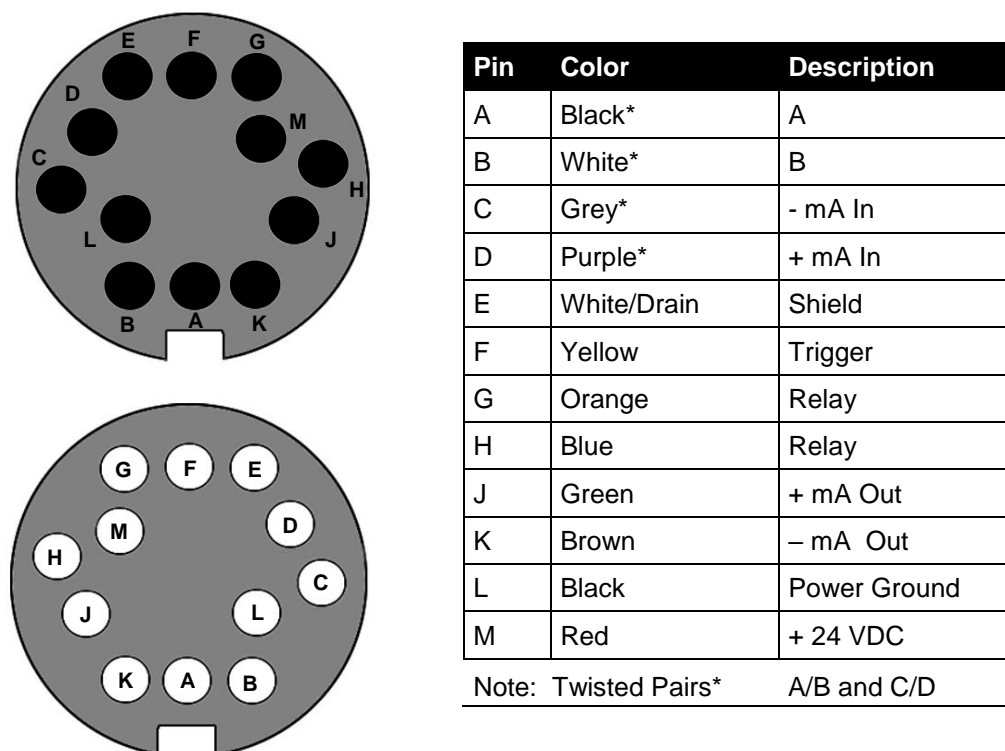 E F G
D
M
C
H
L
J
B A K
G F E
M D
H
C
J L
K A B
Pin Color Description
A Black* A
B White* B
C Grey* - mA In
D Purple* + mA In
E White/Drain Shield
F Yellow Trigger
G Orange Relay
H Blue Relay
J Green + mA Out
K Brown – mA Out
L Black Power Ground
M Red + 24 VDC
Note: Twisted Pairs* A/B and C/D